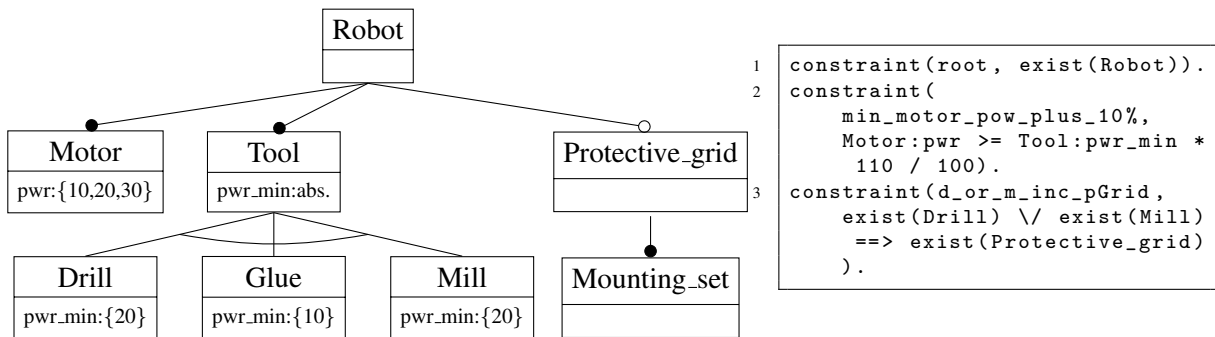 Robot
Motor
pwr:{10,20,30}
Tool
pwr_min:abs.
Protective_grid
Drill
pwr_min:{20}
Glue
pwr_min:{10}
Mill
pwr_min:{20}
Mounting_set
1 constraint(root, exist(Robot)).
2 constraint(
min_motor_pow_plus_10%,
Motor:pwr >= Tool:pwr_min *
110 / 100).
3 constraint(d_or_m_inc_pGrid,
exist(Drill) \/ exist(Mill)
==> exist(Protective_grid)
).